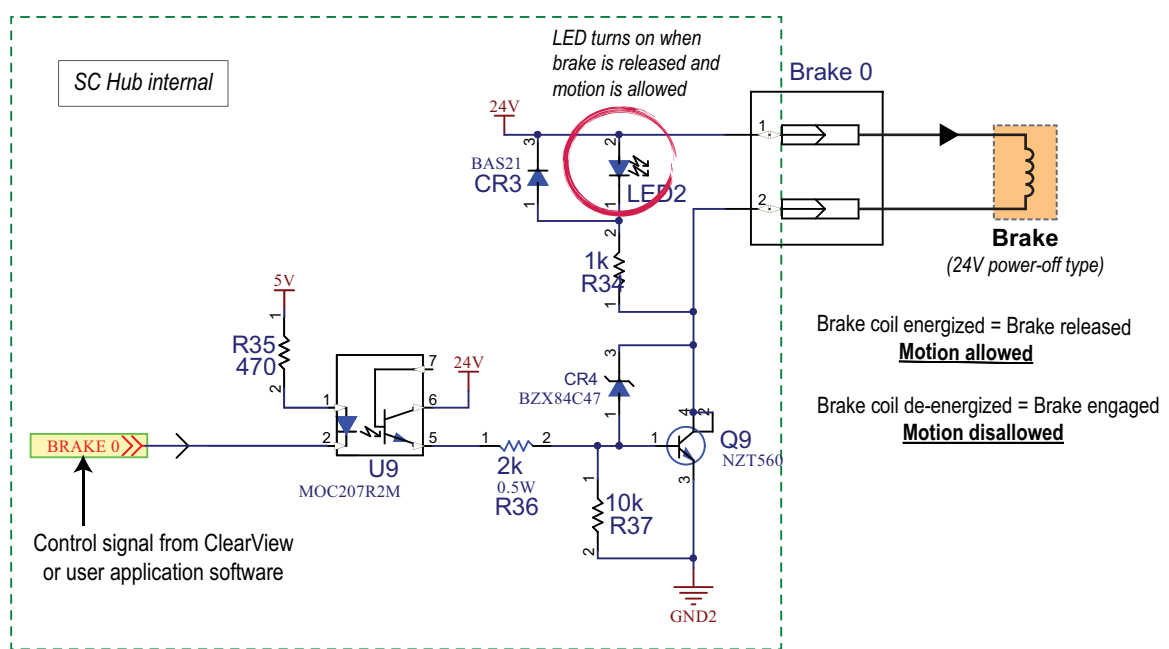 SC Hub internal
LED turns on when
brake is released and
motion is allowed
Brake 0
24V
3
2
1
BAS21
CR3
LED2
1
1
2
2
1k
R34
1
Brake
(24V power-off type)
5V
1
R35
470
2
7
24V
3
CR4
BZX84C47
1
Brake coil energized = Brake released
Motion allowed
Brake coil de-energized = Brake engaged
Motion disallowed
1
6
4
2
BRAKE 0
2
5
1
2
1
Q9
NZT560
U9
MOC207R2M
2k
0.5W
R36
1
10k
R37
2
3
Control signal from ClearView
or user application software
GND2